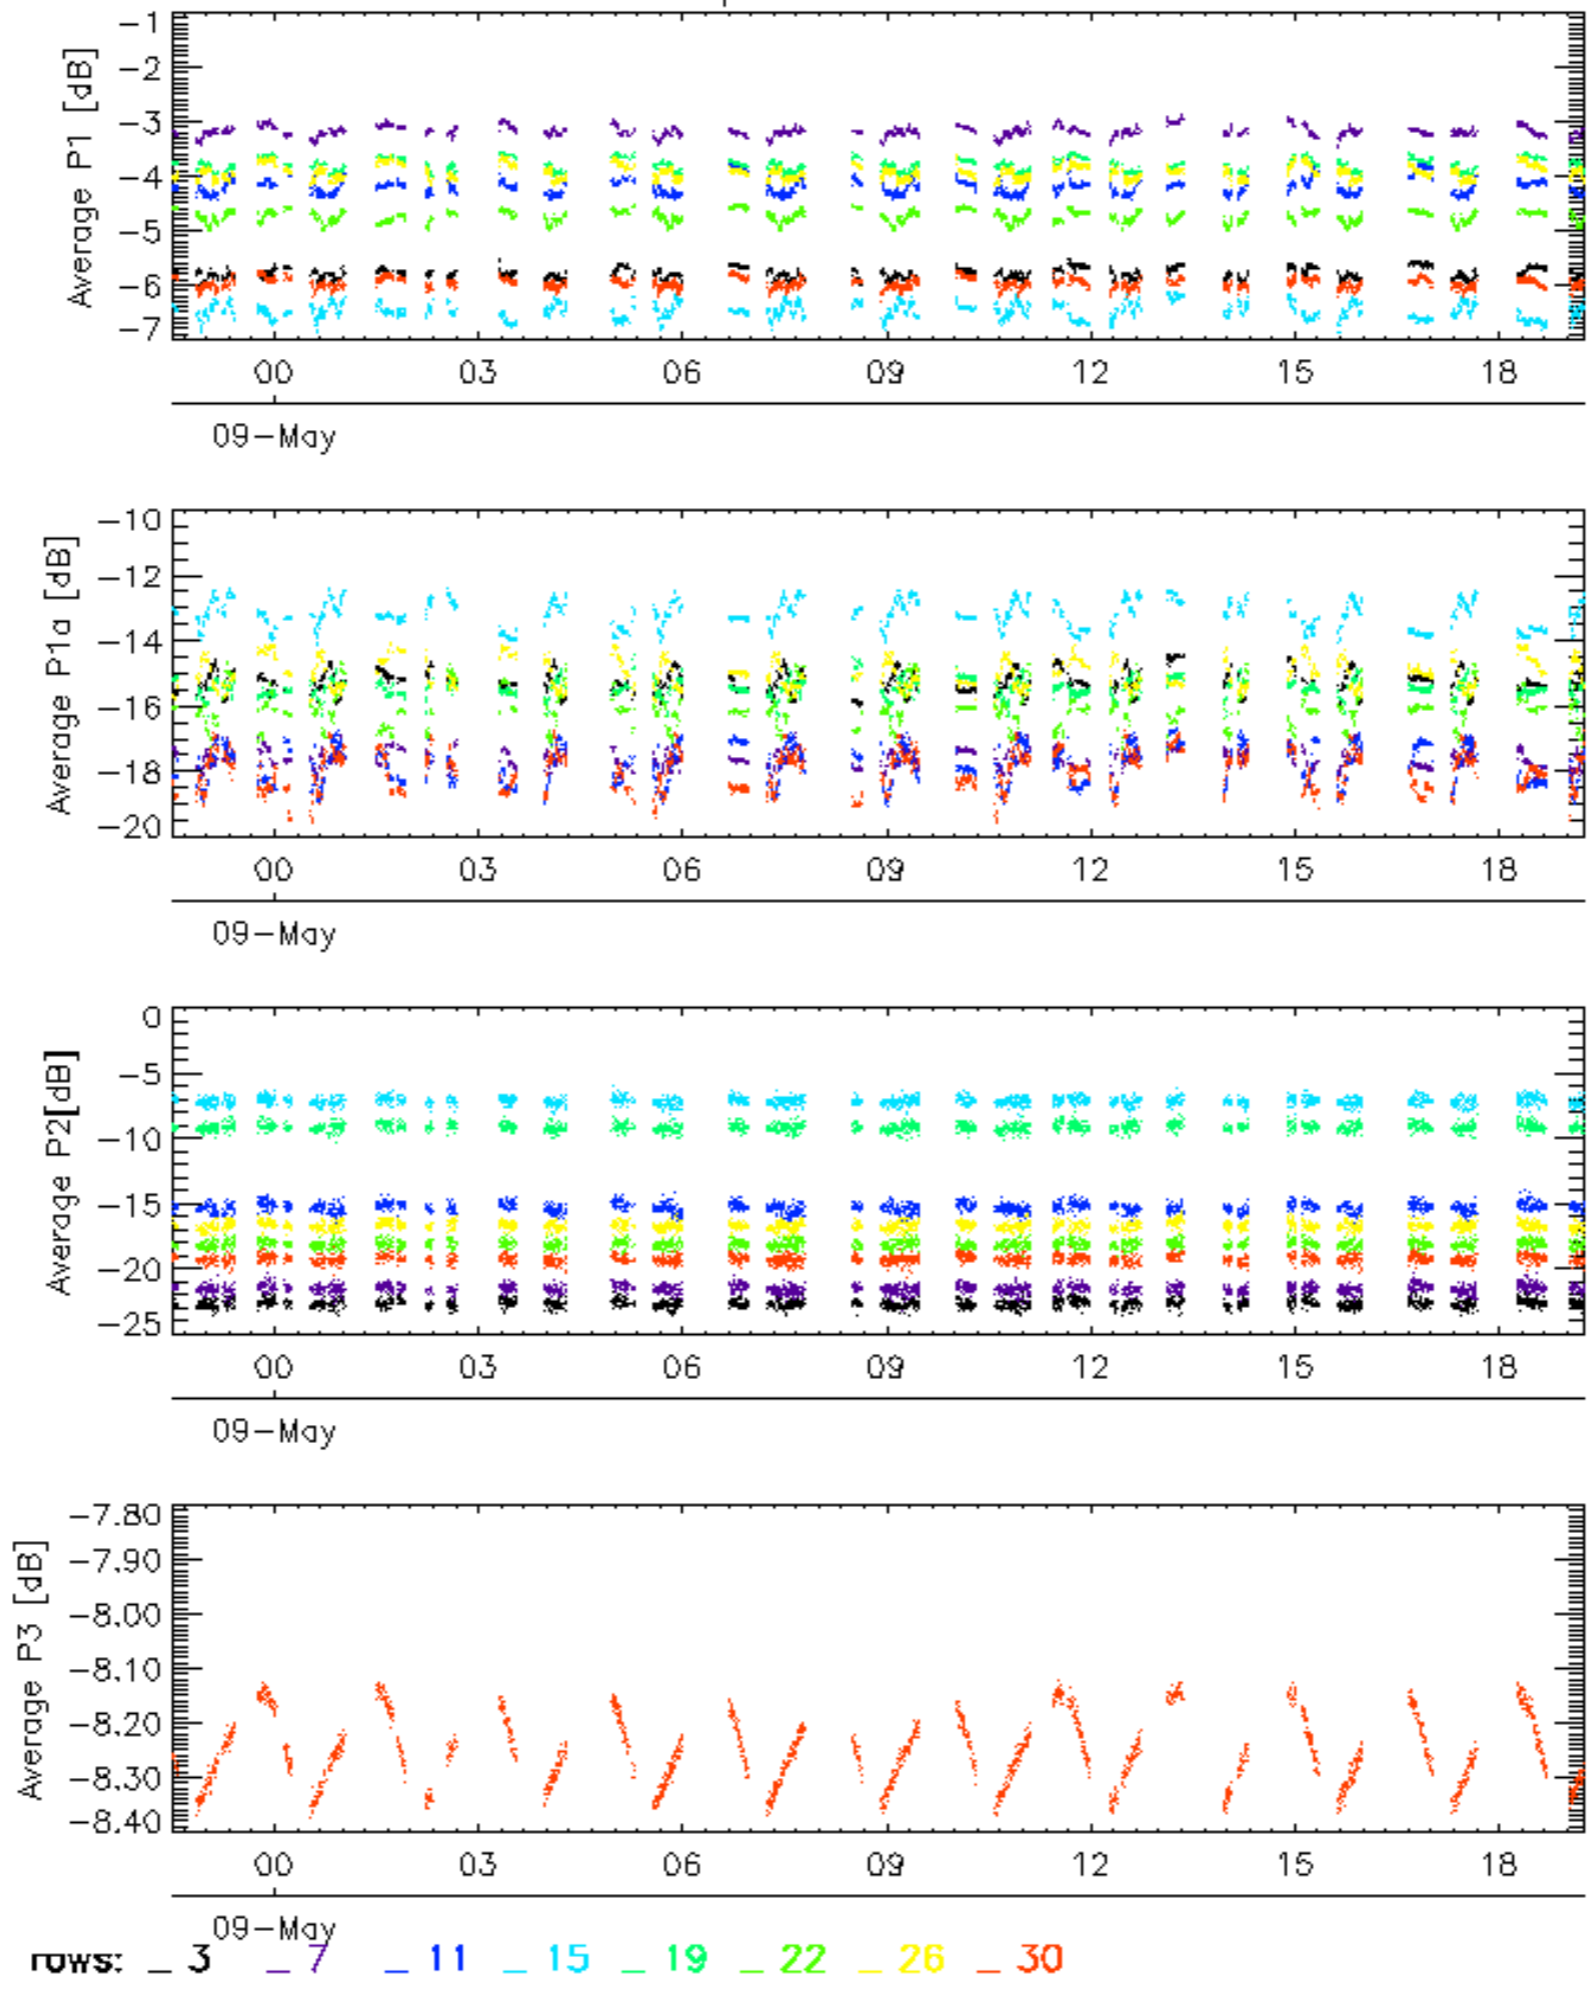 Average P1 [dB]
-1
-2
-3
-4
-5
-6
-7
00 03 06 09 12 15 18
09-May
Average P1a [dB]
-10
-12
-14
-16
-18
-20
00 03 06 09 12 15 18
09-May
Average P2[dB]
0
-5
-10
-15
-20
-25
00 03 06 09 12 15 18
09-May
Average P3 [dB]
-7.80
-7.90
-8.00
-8.10
-8.20
-8.30
-8.40
00 03 06 09 12 15 18
09-May
rows: _ 3 _ 7 _ 11 _ 15 _ 19 _ 22 _ 26 _ 30